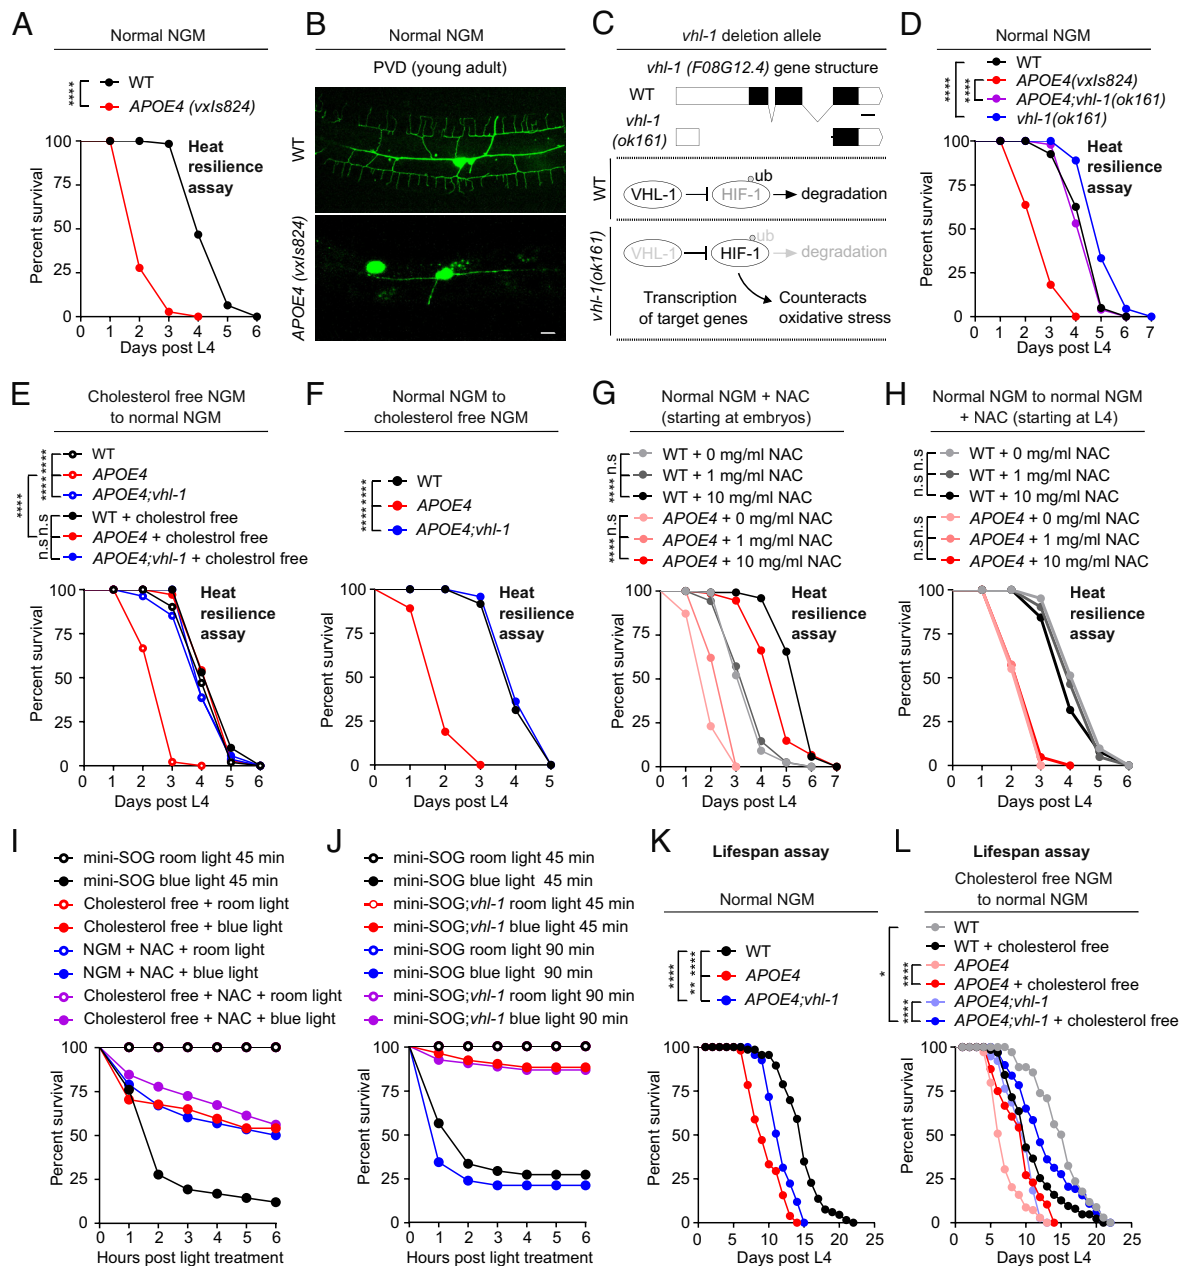 A
Normal NGM
****
WT
APOE4 (vxIs824)
Heat
resilience
assay
Percent survival
100
75
50
25
0
0 1 2 3 4 5 6
Days post L4
B
Normal NGM
PVD (young adult)
WT
APOE4 (vxIs824)
C
vhl-1 deletion allele
vhl-1 (F08G12.4) gene structure
WT
vhl-1
(ok161)
WT
VHL-1
HIF-1
ub
degradation
vhl-1(ok161)
VHL-1
HIF-1
ub
degradation
Transcription
of target genes
Counteracts
oxidative stress
D
Normal NGM
****
****
WT
APOE4(vxIs824)
APOE4;vhl-1(ok161)
vhl-1(ok161)
Heat
resilience
assay
Percent survival
100
75
50
25
0
0 1 2 3 4 5 6 7
Days post L4
E
Cholesterol free NGM
to normal NGM
****
**** ****
n.s n.s
WT
APOE4
APOE4;vhl-1
WT + cholestrol free
APOE4 + cholestrol free
APOE4;vhl-1 + cholestrol free
Heat
resilience
assay
Percent survival
100
75
50
25
0
0 1 2 3 4 5 6
Days post L4
F
Normal NGM to
cholesterol free NGM
**** ****
WT
APOE4
APOE4;vhl-1
Percent survival
100
75
50
25
0
0 1 2 3 4 5
Days post L4
G
Normal NGM + NAC
(starting at embryos)
**** n.s
WT + 0 mg/ml NAC
WT + 1 mg/ml NAC
WT + 10 mg/ml NAC
**** n.s
APOE4 + 0 mg/ml NAC
APOE4 + 1 mg/ml NAC
APOE4 + 10 mg/ml NAC
Heat
resilience
assay
Percent survival
100
75
50
25
0
0 1 2 3 4 5 6 7
Days post L4
H
Normal NGM to normal NGM
+ NAC (starting at L4)
n.s n.s
WT + 0 mg/ml NAC
WT + 1 mg/ml NAC
WT + 10 mg/ml NAC
n.s n.s
APOE4 + 0 mg/ml NAC
APOE4 + 1 mg/ml NAC
APOE4 + 10 mg/ml NAC
Heat
resilience
assay
Percent survival
100
75
50
25
0
0 1 2 3 4 5 6
Days post L4
I
mini-SOG room light 45 min
mini-SOG blue light 45 min
Cholesterol free + room light
Cholesterol free + blue light
NGM + NAC + room light
NGM + NAC + blue light
Cholesterol free + NAC + room light
Cholesterol free + NAC + blue light
Percent survival
100
75
50
25
0
0 1 2 3 4 5 6
Hours post light treatment
J
mini-SOG room light 45 min
mini-SOG blue light 45 min
mini-SOG;vhl-1 room light 45 min
mini-SOG;vhl-1 blue light 45 min
mini-SOG room light 90 min
mini-SOG blue light 90 min
mini-SOG;vhl-1 room light 90 min
mini-SOG;vhl-1 blue light 90 min
Percent survival
100
75
50
25
0
0 1 2 3 4 5 6
Hours post light treatment
K
Lifespan assay
Normal NGM
****
** ****
WT
APOE4
APOE4;vhl-1
Percent survival
100
75
50
25
0
0 5 10 15 20 25
Days post L4
L
Lifespan assay
Cholesterol free NGM
to normal NGM
*
**** ****
WT
WT + cholesterol free
APOE4
APOE4 + cholesterol free
APOE4;vhl-1
APOE4;vhl-1 + cholesterol free
Percent survival
100
75
50
25
0
0 5 10 15 20 25
Days post L4